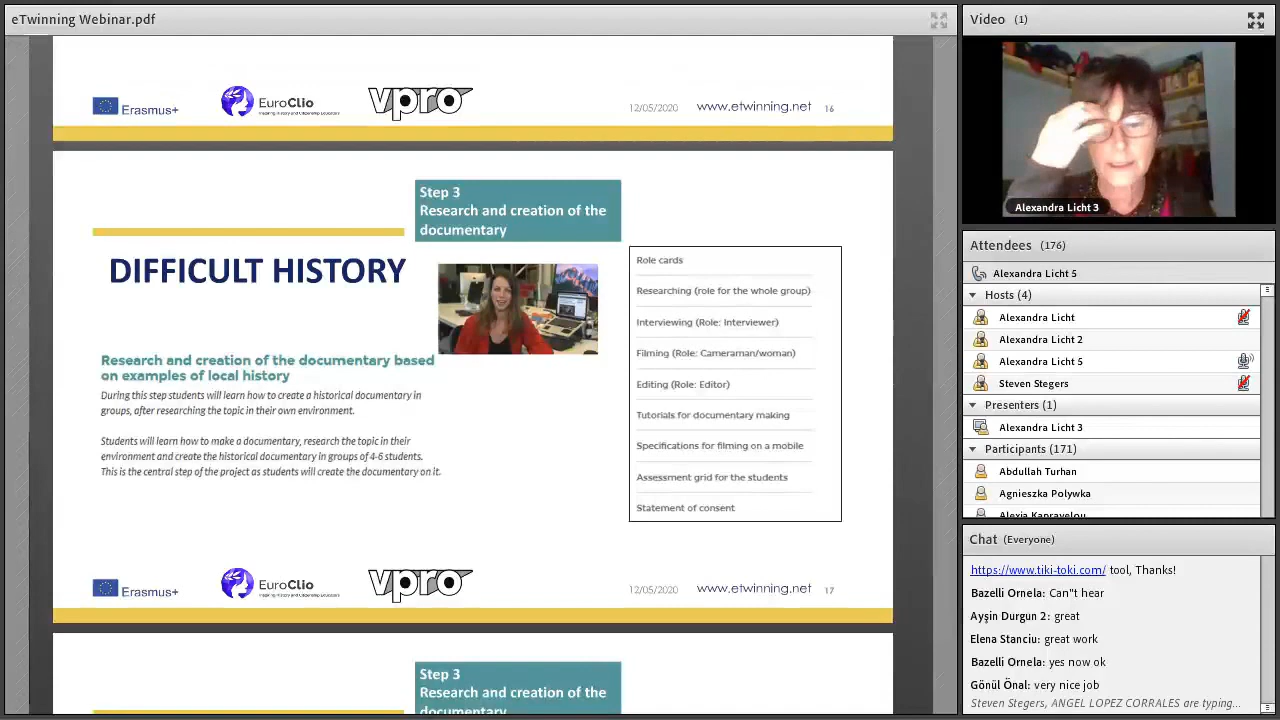 eTwinning Webinar.pdf
Erasmus+
EuroClio
vpro
12/05/2020
www.etwinning.net
16
Step 3
Research and creation of the
documentary
DIFFICULT HISTORY
Research and creation of the documentary based
on examples of local history
During this step students will learn how to create a historical documentary in
groups, after researching the topic in their own environment.
Students will learn how to make a documentary, research the topic in their
environment and create the historical documentary in groups of 4-6 students.
This is the central step of the project as students will create the documentary on it.
Role cards
Researching (role for the whole group)
Interviewing (Role: Interviewer)
Filming (Role: Cameraman/woman)
Editing (Role: Editor)
Tutorials for documentary making
Specifications for filming on a mobile
Assessment grid for the students
Statement of consent
Erasmus+
EuroClio
vpro
12/05/2020
www.etwinning.net
17
Step 3
Research and creation of the
documentary
Video (1)
Alexandra Licht 3
Attendees (176)
Alexandra Licht 5
Hosts (4)
Alexandra Licht
Alexandra Licht 2
Alexandra Licht 5
Steven Stegers
Presenters (1)
Alexandra Licht 3
Participants (171)
Abdullah Turhan
Agnieszka Polywka
Alexia Kapravelou
Chat (Everyone)
https://www.tiki-toki.com/ tool, Thanks!
Bazelli Ornela: Can"t hear
Ayşin Durgun 2: great
Elena Stanciu: great work
Bazelli Ornela: yes now ok
Gönül Önal: very nice job
Steven Stegers, ANGEL LOPEZ CORRALES are typing...